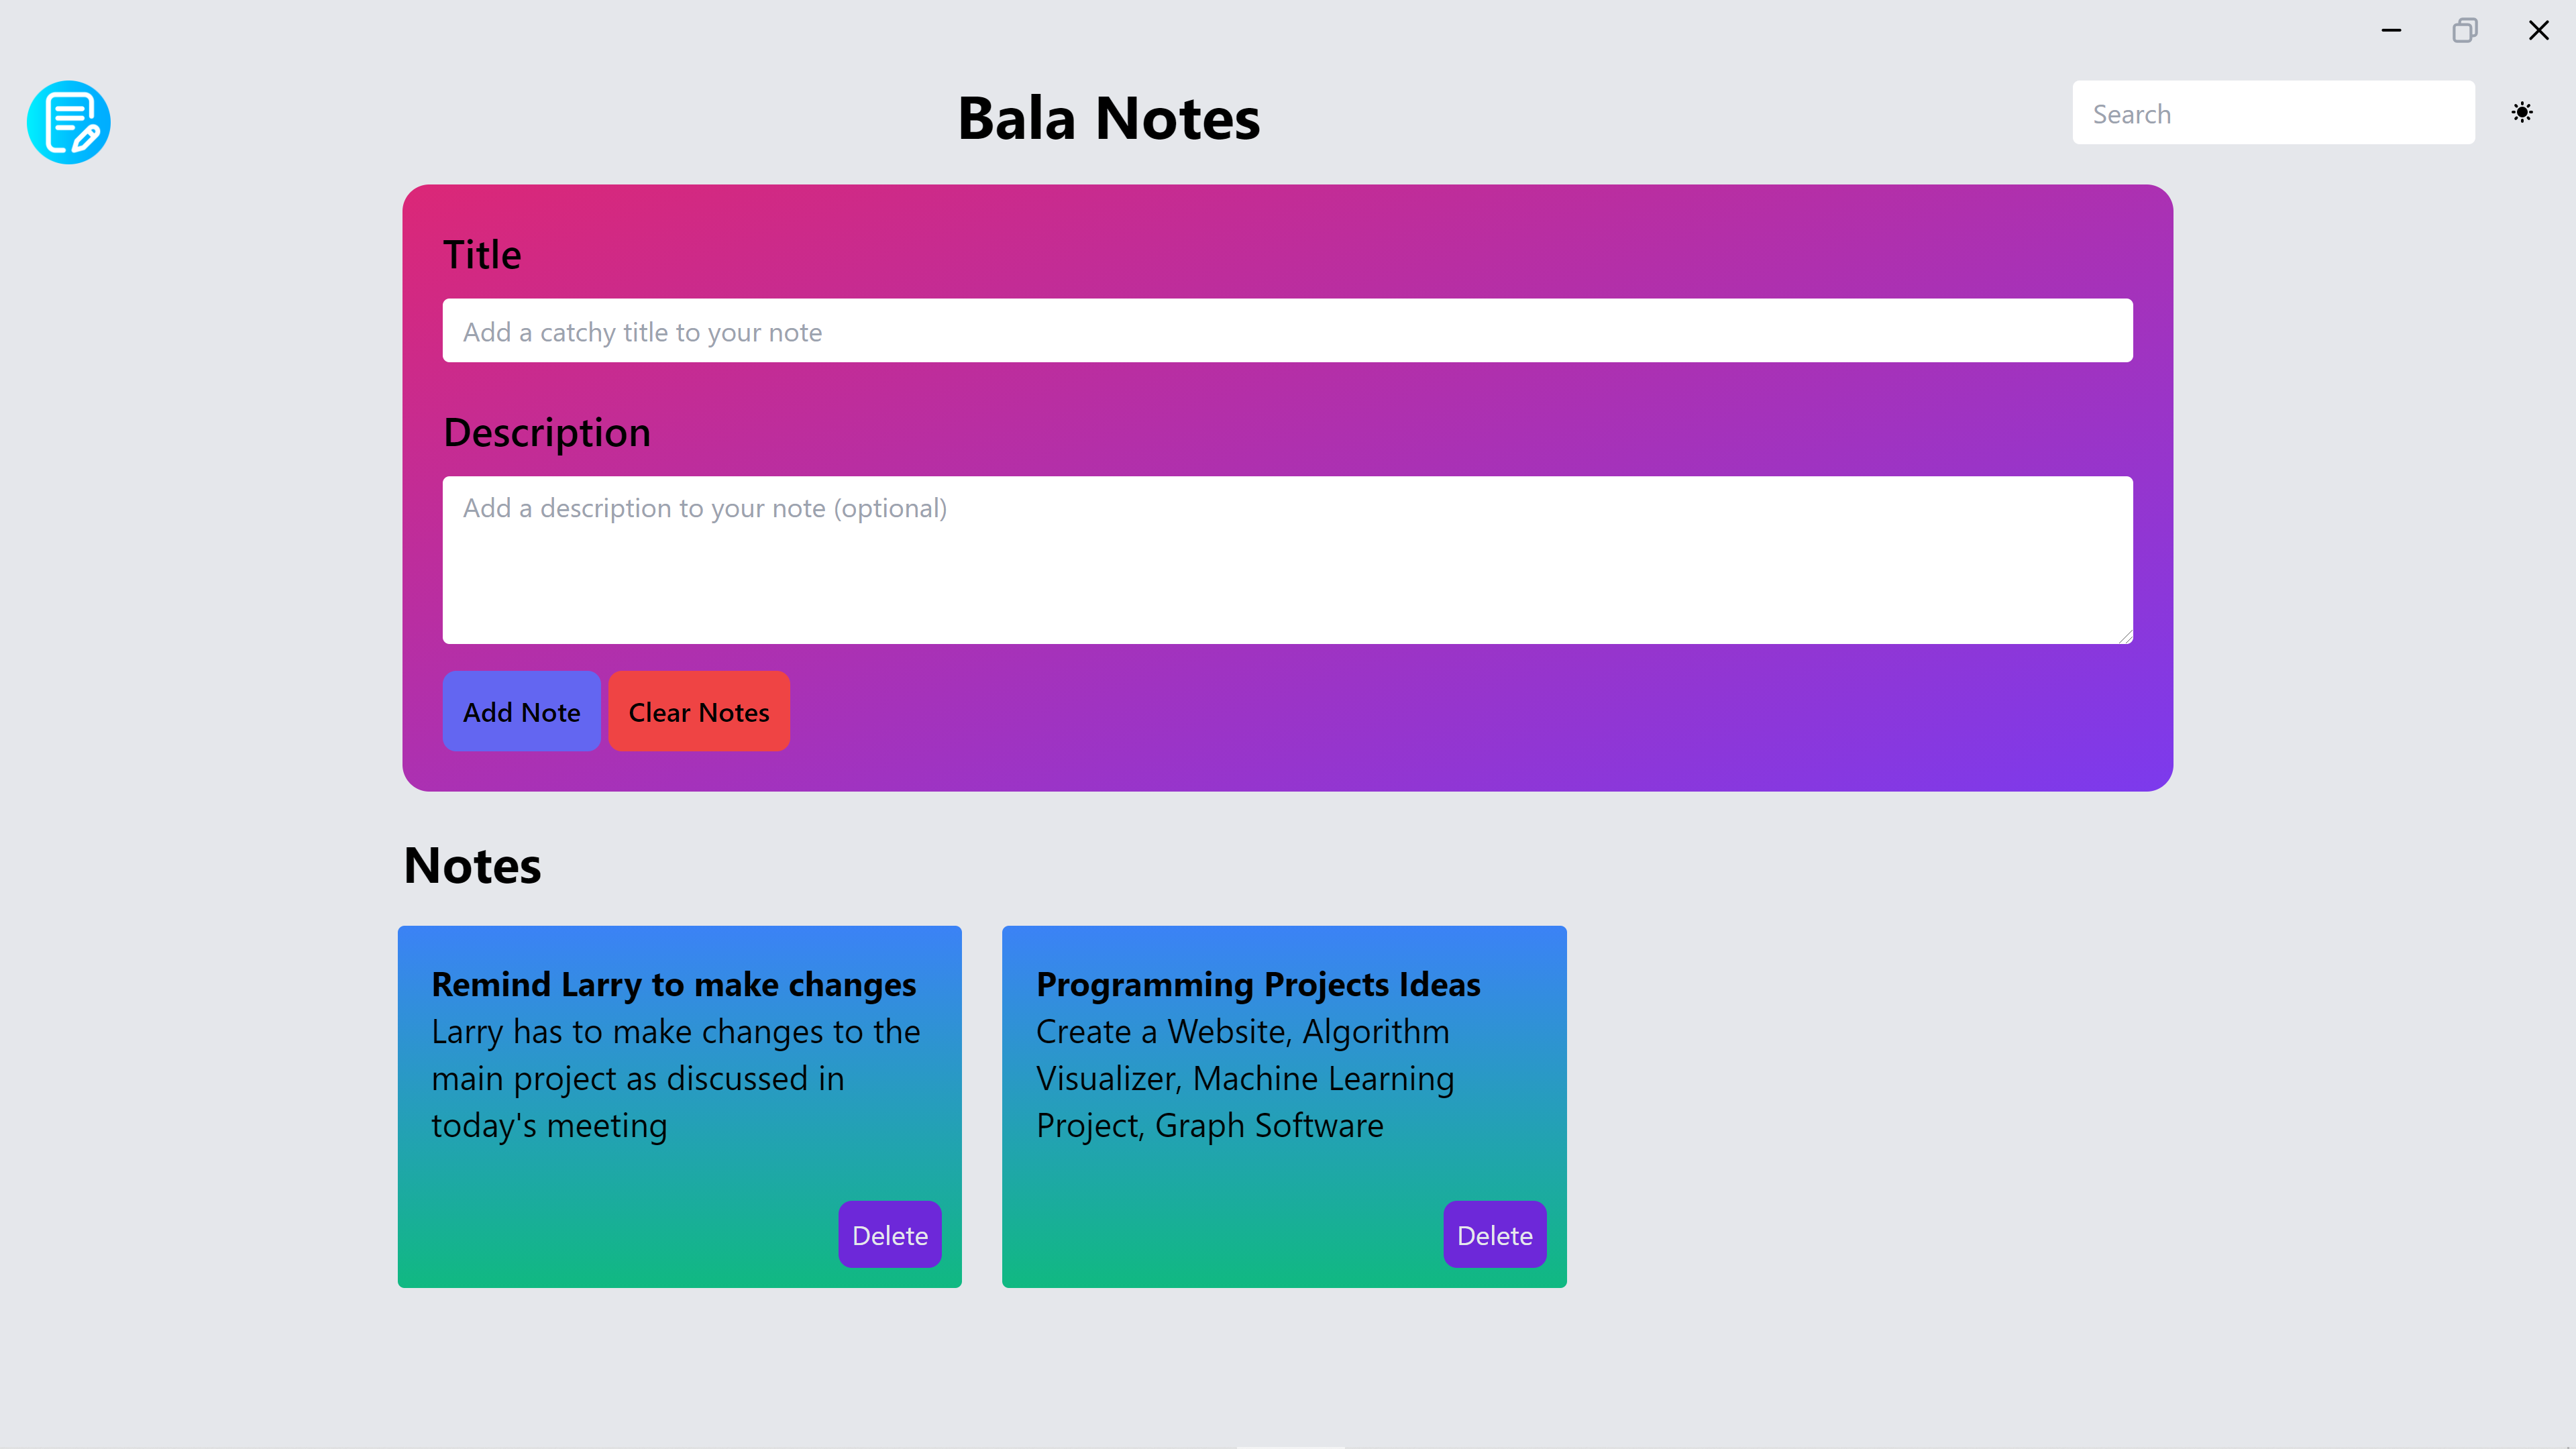 Bala Notes
Search
Title
Add a catchy title to your note
Description
Add a description to your note (optional)
Add Note
Clear Notes
Notes
Remind Larry to make changes
Larry has to make changes to the
main project as discussed in
today's meeting
Delete
Programming Projects Ideas
Create a Website, Algorithm
Visualizer, Machine Learning
Project, Graph Software
Delete